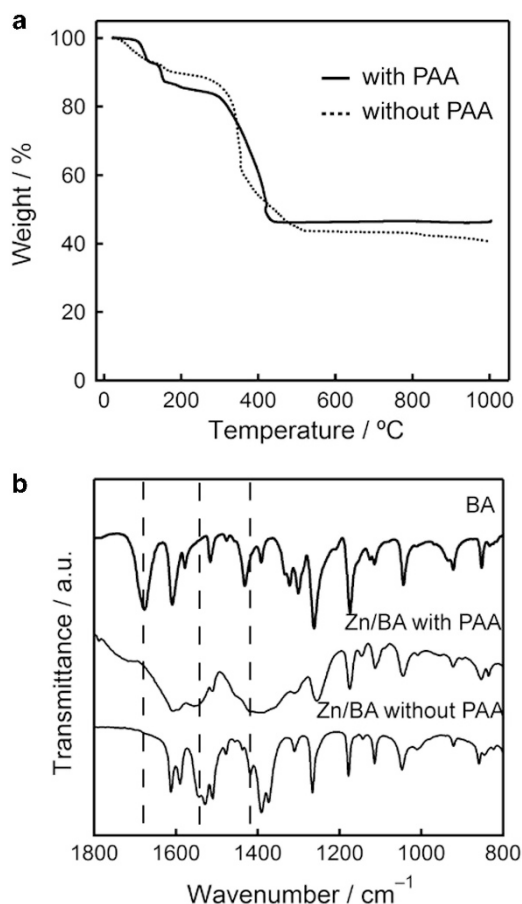 a
100
80
60
40
20
0
Weight / %
with PAA
without PAA
0 200 400 600 800 1000
Temperature / ºC
b
BA
Zn/BA with PAA
Zn/BA without PAA
Transmittance / a.u.
1800 1600 1400 1200 1000 800
Wavenumber / cm⁻¹